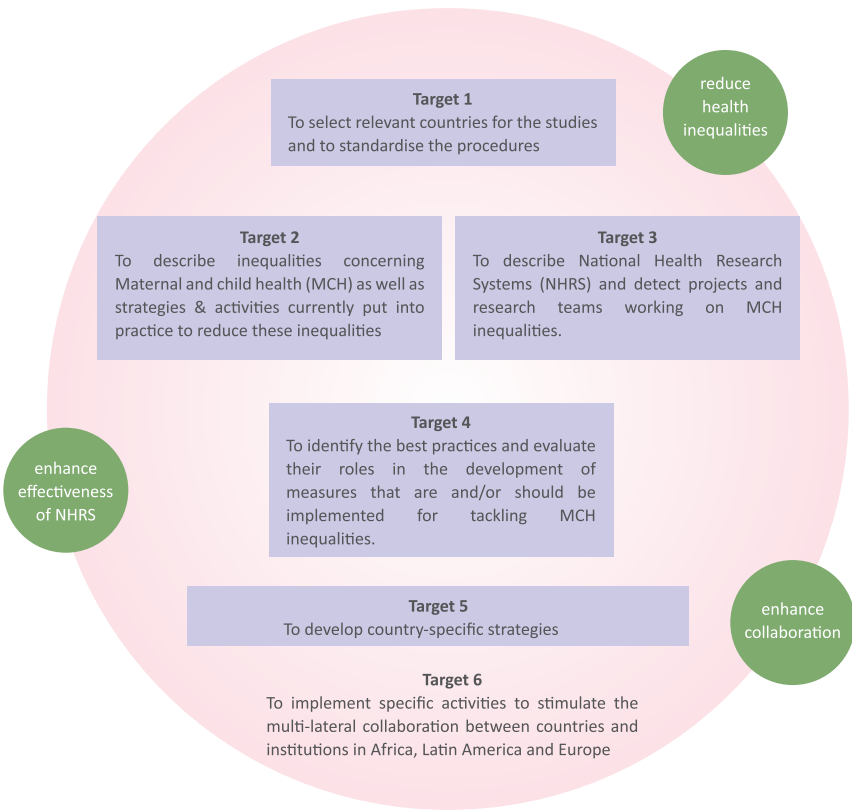 reduce
health
inequalities
Target 1
To select relevant countries for the studies
and to standardise the procedures
Target 2
To describe inequalities concerning
Maternal and child health (MCH) as well as
strategies & activities currently put into
practice to reduce these inequalities
Target 3
To describe National Health Research
Systems (NHRS) and detect projects and
research teams working on MCH
inequalities.
Target 4
To identify the best practices and evaluate
their roles in the development of
measures that are and/or should be
implemented for tackling MCH
inequalities.
enhance
effectiveness
of NHRS
Target 5
To develop country-specific strategies
enhance
collaboration
Target 6
To implement specific activities to stimulate the
multi-lateral collaboration between countries and
institutions in Africa, Latin America and Europe